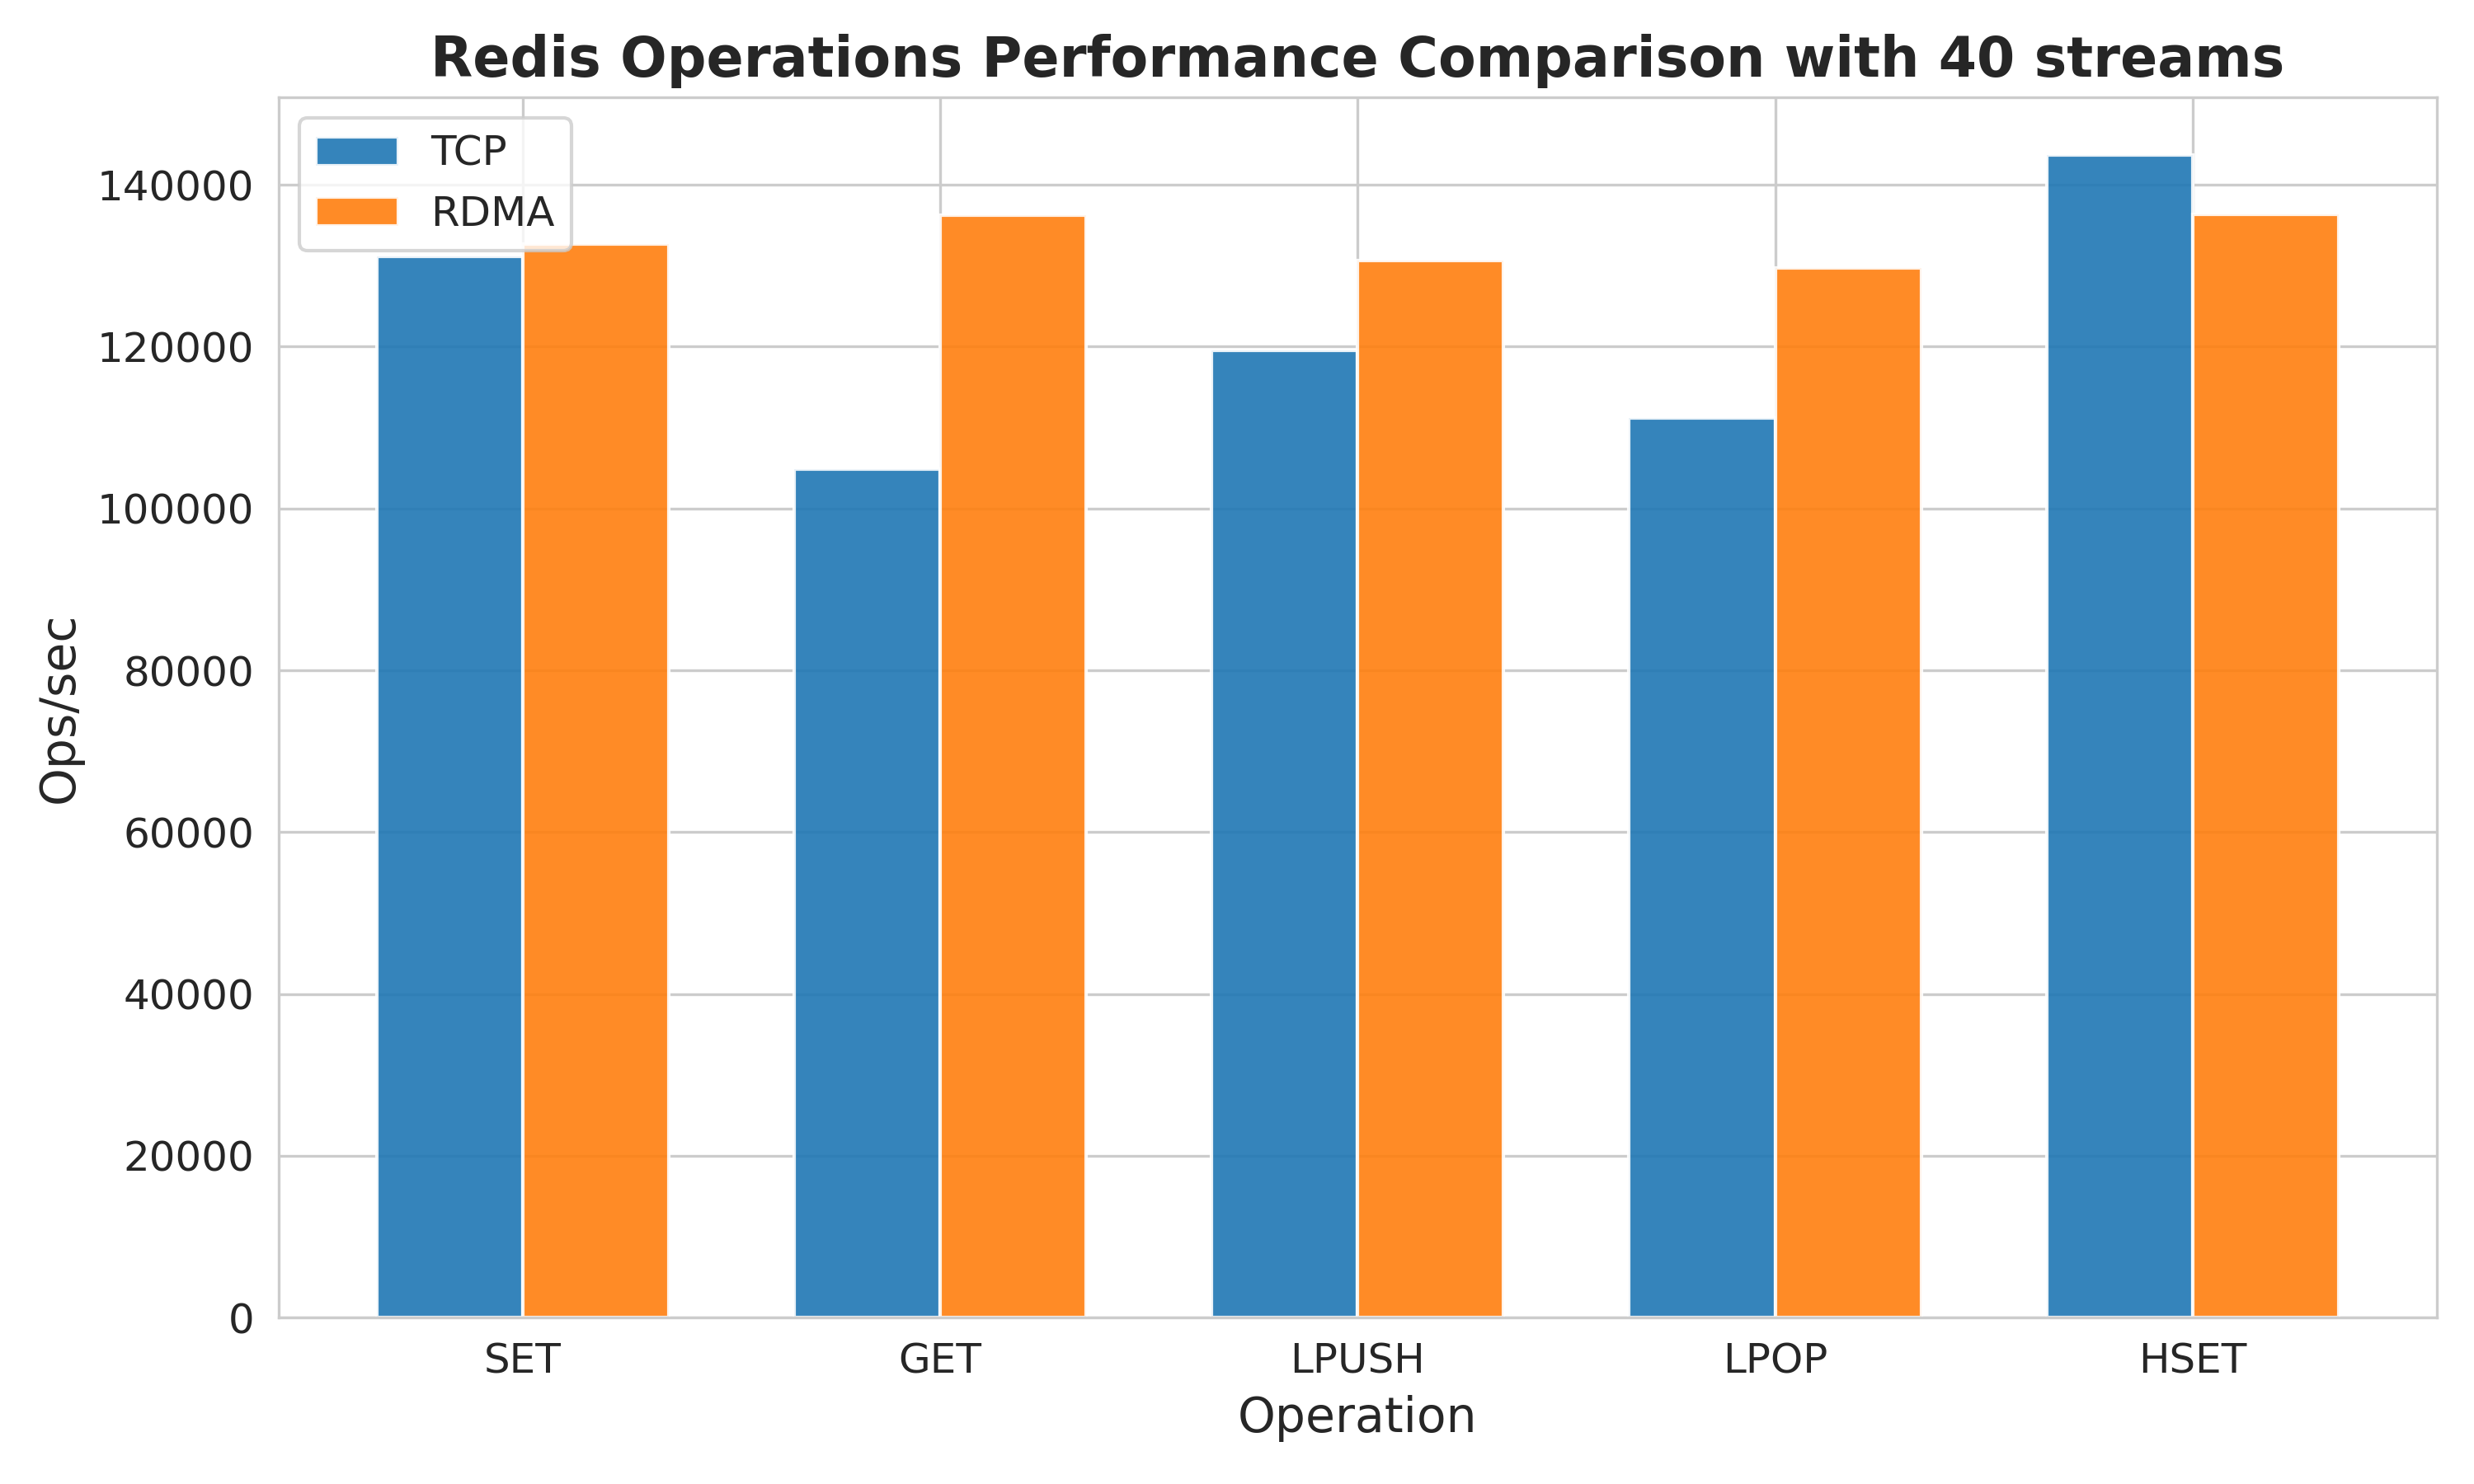 Redis Operations Performance Comparison with 40 streams
TCP
RDMA
140000
120000
100000
80000
60000
40000
20000
0
Ops/sec
SET GET LPUSH LPOP HSET
Operation